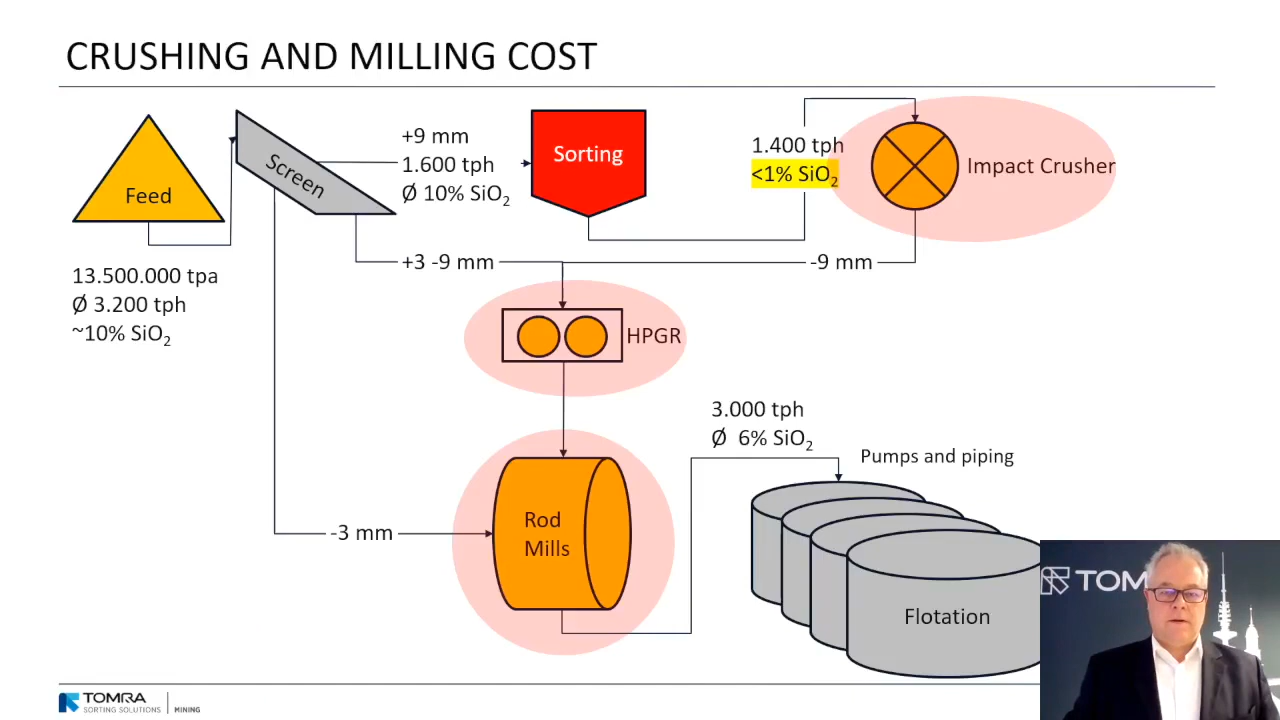 CRUSHING AND MILLING COST
Feed
13.500.000 tpa
Ø 3.200 tph
~10% SiO₂
Screen
+9 mm
1.600 tph
Ø 10% SiO₂
Sorting
1.400 tph
<1% SiO₂
Impact Crusher
+3 -9 mm
-9 mm
HPGR
3.000 tph
Ø 6% SiO₂
Pumps and piping
Rod
Mills
-3 mm
Flotation
TOM
TOMRA
SORTING SOLUTIONS
MINING